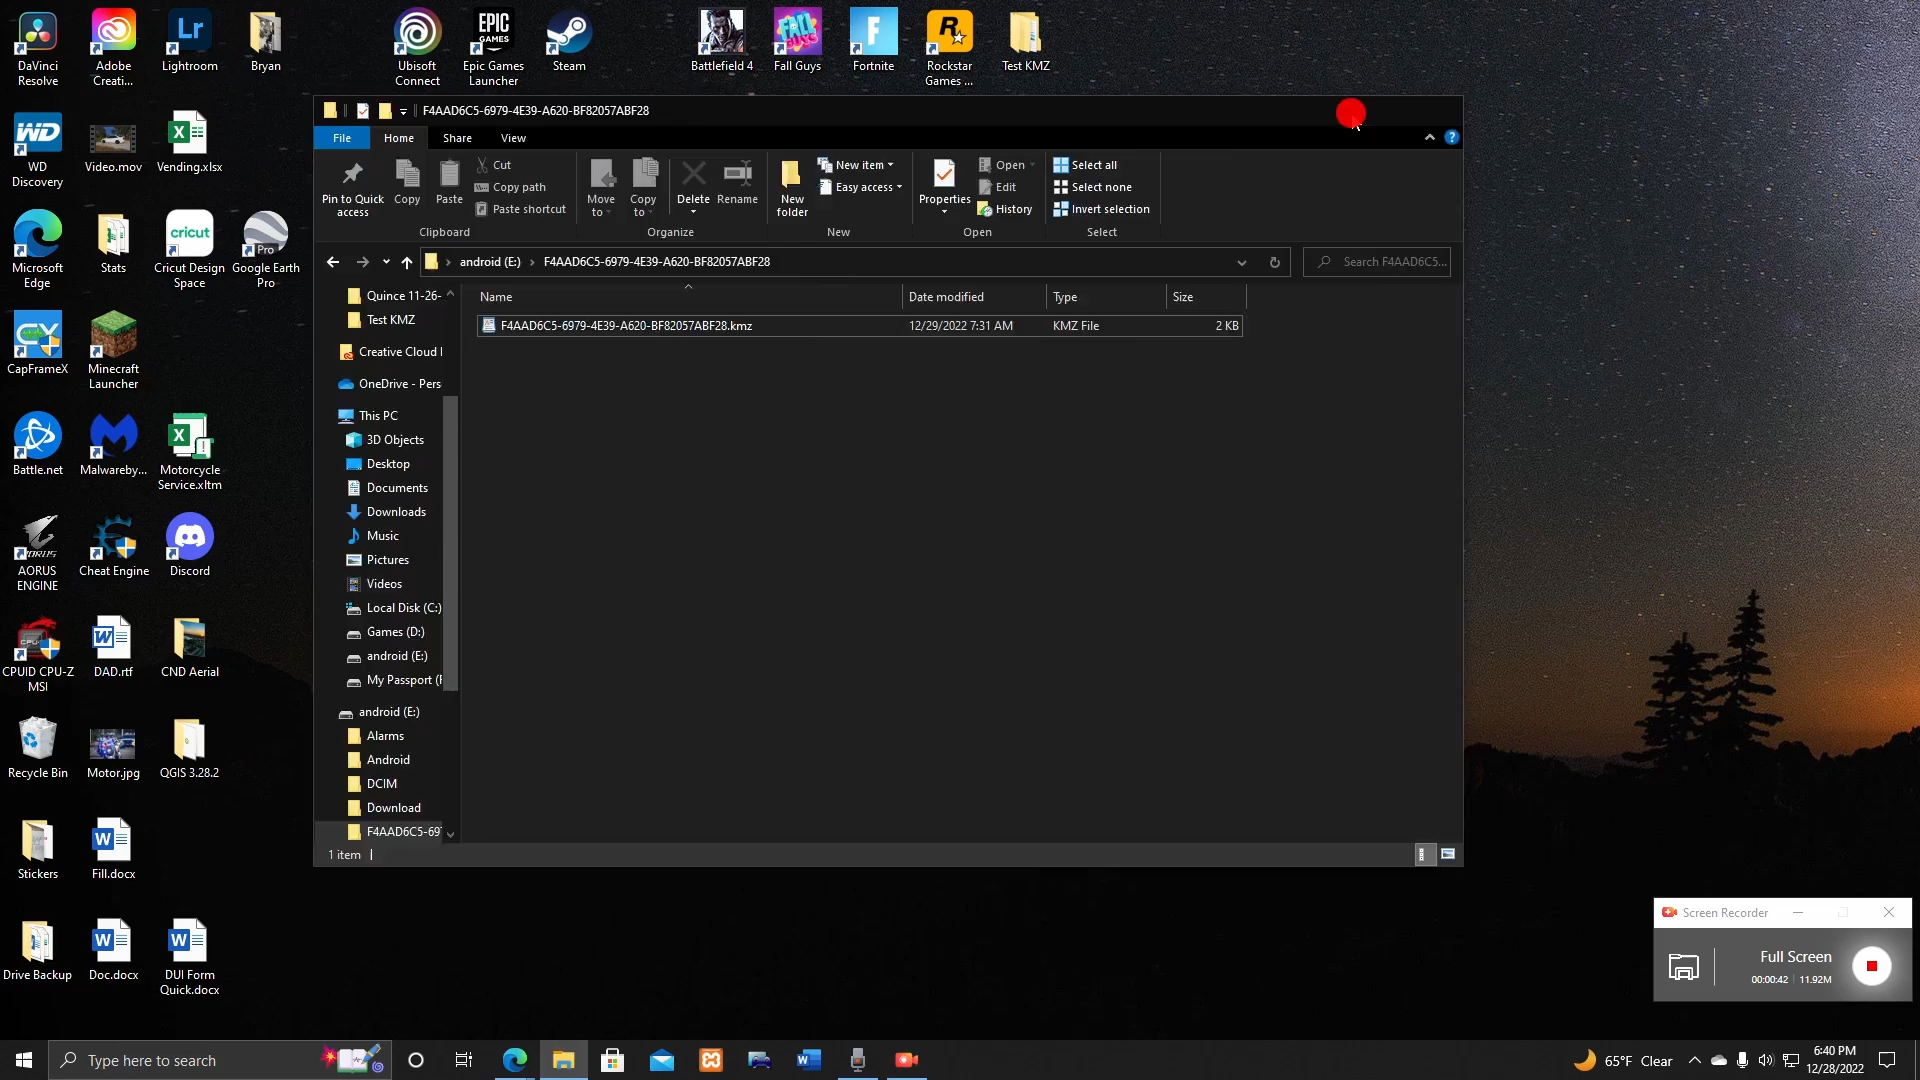 DaVinci
Resolve
Adobe
Creati...
Lightroom
Bryan
Ubisoft
Connect
Epic Games
Launcher
Steam
Battlefield 4
Fall Guys
Fortnite
Rockstar
Games ...
Test KMZ
WD
Discovery
Video.mov
Vending.xlsx
Microsoft
Edge
Stats
Cricut Design
Space
Google Earth
Pro
CapFrameX
Minecraft
Launcher
Battle.net
Malwareby...
Motorcycle
Service.xltm
AORUS
ENGINE
Cheat Engine
Discord
CPUID CPU-Z
MSI
DAD.rtf
CND Aerial
Recycle Bin
Motor.jpg
QGIS 3.28.2
Stickers
Fill.docx
Drive Backup
Doc.docx
DUI Form
Quick.docx
F4AAD6C5-6979-4E39-A620-BF82057ABF28
File Home Share View
Pin to Quick
access
Copy
Paste
Cut
Copy path
Paste shortcut
Clipboard
Move
to
Copy
to
Delete
Rename
Organize
New
folder
New item
Easy access
New
Properties
Open
Edit
History
Open
Select all
Select none
Invert selection
Select
android (E:) F4AAD6C5-6979-4E39-A620-BF82057ABF28
Search F4AAD6C5...
Name Date modified Type Size
F4AAD6C5-6979-4E39-A620-BF82057ABF28.kmz 12/29/2022 7:31 AM KMZ File 2 KB
Quince 11-26-
Test KMZ
Creative Cloud
OneDrive - Pers
This PC
3D Objects
Desktop
Documents
Downloads
Music
Pictures
Videos
Local Disk (C:)
Games (D:)
android (E:)
My Passport (
android (E:)
Alarms
Android
DCIM
Download
F4AAD6C5-69
1 item
Screen Recorder
Full Screen
00:00:42 11.92M
Type here to search
65°F Clear
6:40 PM
12/28/2022